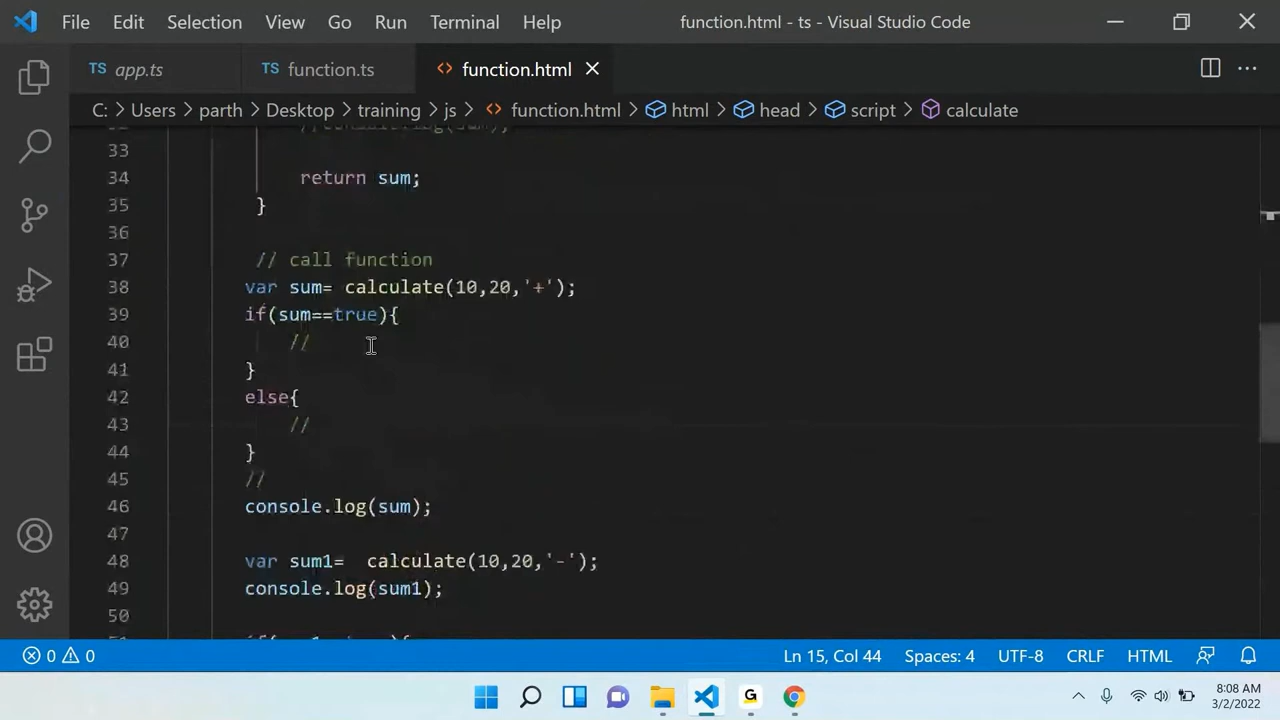 File Edit Selection View Go Run Terminal Help function.html - ts - Visual Studio Code
TS app.ts TS function.ts <> function.html
C: > Users > parth > Desktop > training > js > <> function.html > html > head > script > calculate
33
34 return sum;
35 }
36
37 // call function
38 var sum= calculate(10,20,'+');
39 if(sum==true){
40 //
41 }
42 else{
43 //
44 }
45 //
46 console.log(sum);
47
48 var sum1=  calculate(10,20,'-');
49 console.log(sum1);
50
0 0 Ln 15, Col 44 Spaces: 4 UTF-8 CRLF HTML
G 8:08 AM
3/2/2022